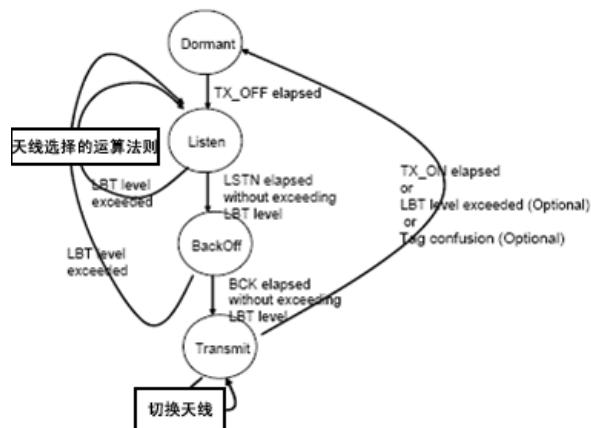 Dormant
TX_OFF elapsed
Listen
天线选择的运算法则
LBT level
exceeded
LSTN elapsed
without exceeding
LBT level
TX_ON elapsed
or
LBT level exceeded (Optional)
or
Tag confusion (Optional)
BackOff
LBT level
exceeded
BCK elapsed
without exceeding
LBT level
Transmit
切换天线